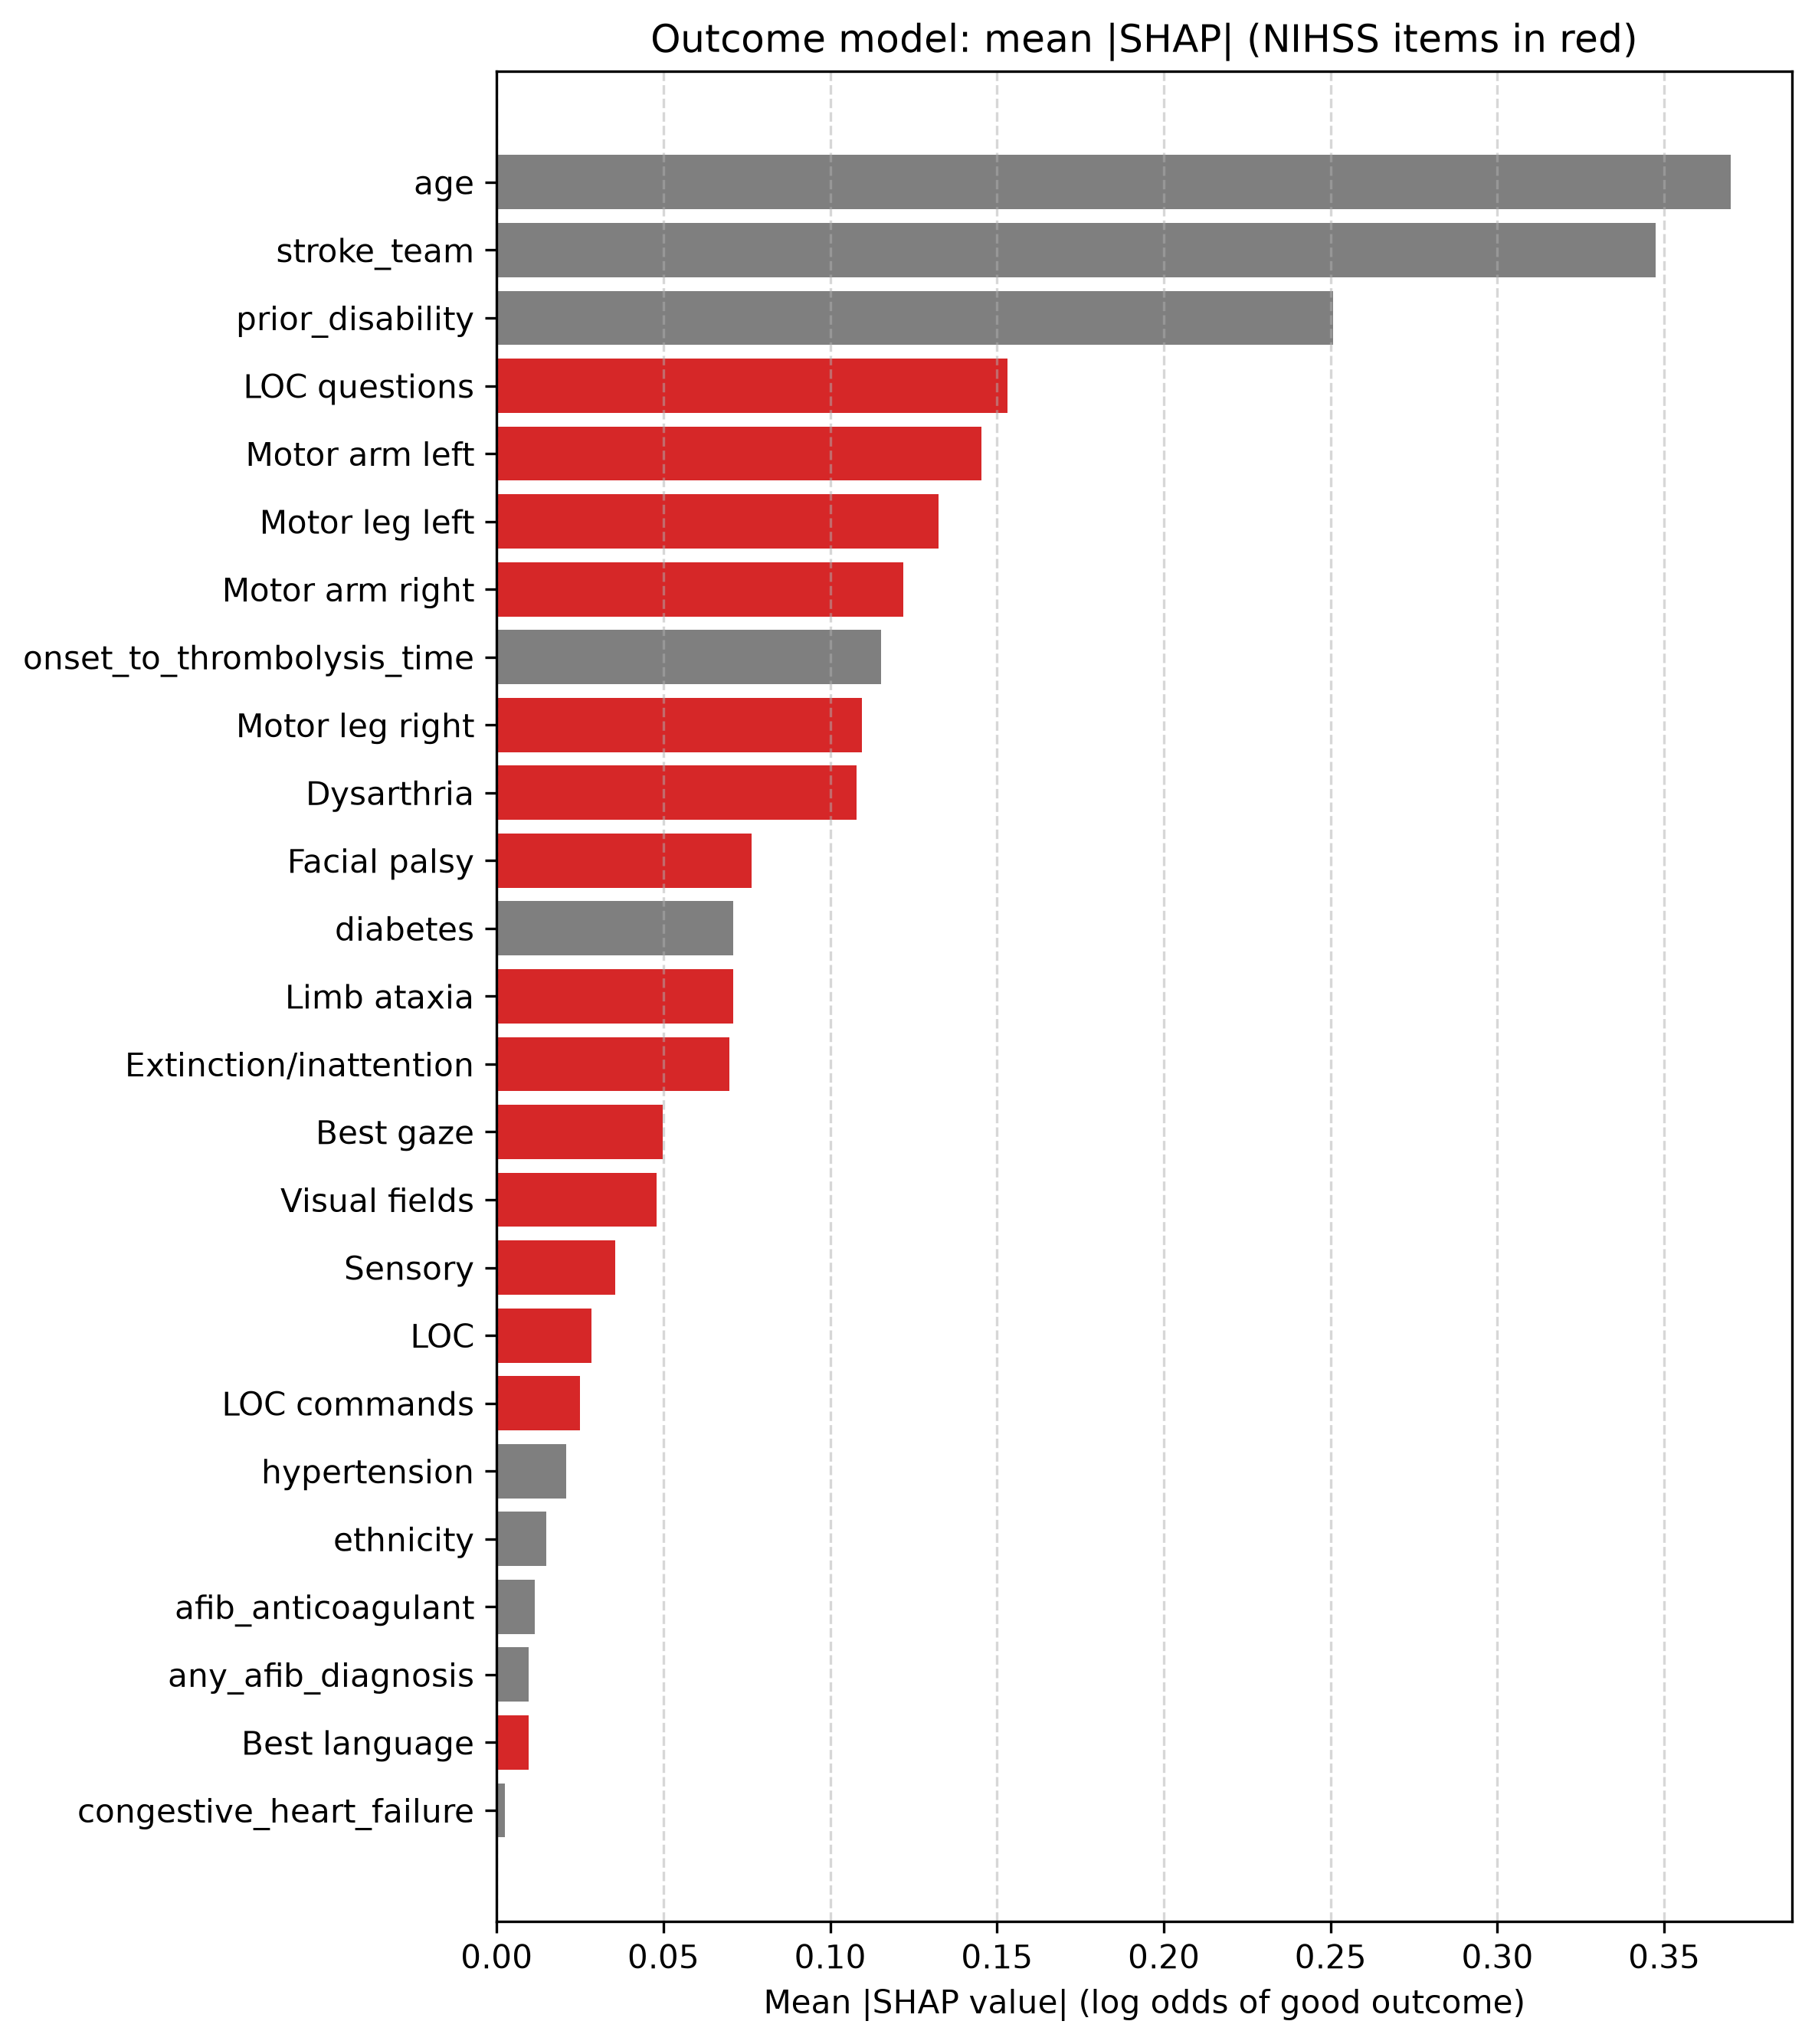 Outcome model: mean |SHAP| (NIHSS items in red)
age
stroke_team
prior_disability
LOC questions
Motor arm left
Motor leg left
Motor arm right
onset_to_thrombolysis_time
Motor leg right
Dysarthria
Facial palsy
diabetes
Limb ataxia
Extinction/inattention
Best gaze
Visual fields
Sensory
LOC
LOC commands
hypertension
ethnicity
afib_anticoagulant
any_afib_diagnosis
Best language
congestive_heart_failure
0.00 0.05 0.10 0.15 0.20 0.25 0.30 0.35
Mean |SHAP value| (log odds of good outcome)